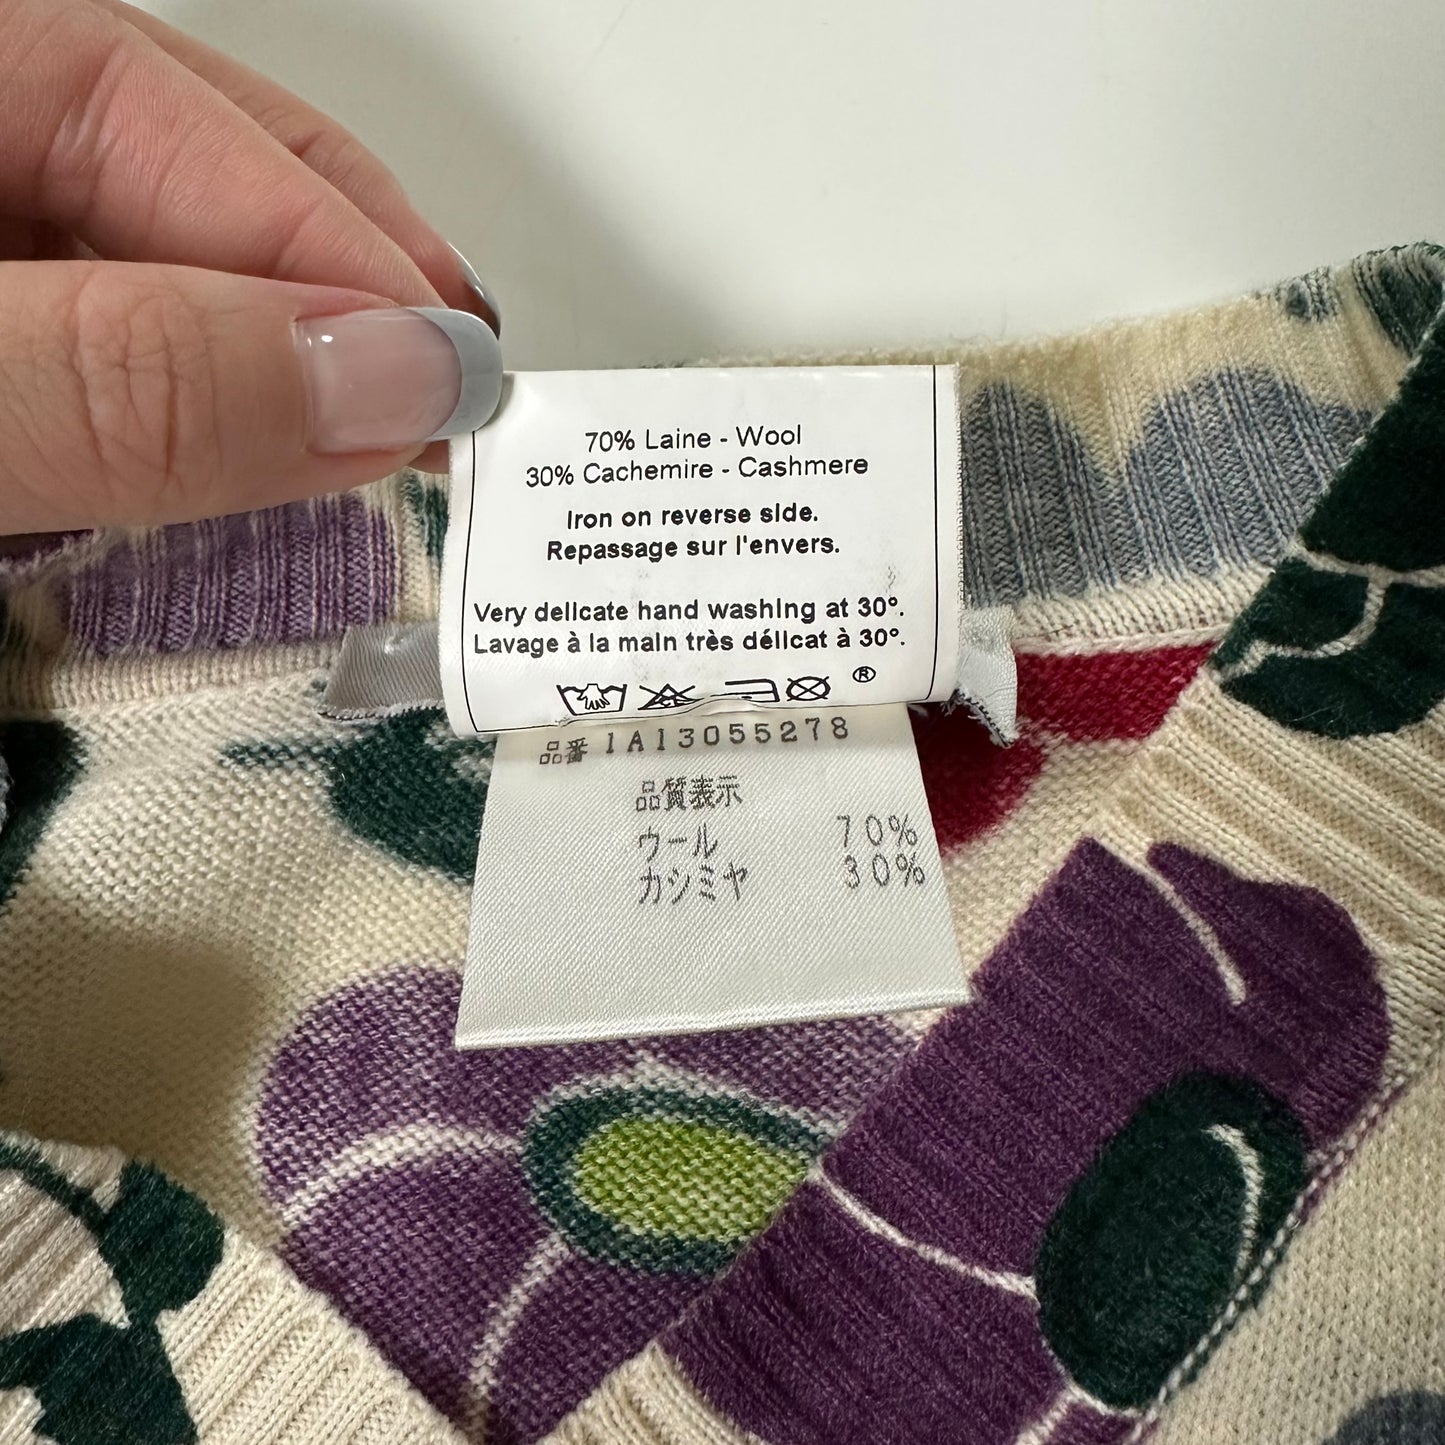 70% Laine - Wool
30% Cachemire - Cashmere
Iron on reverse side.
Repassage sur l'envers.
Very delicate hand washing at 30°.
Lavage à la main très délicat à 30°.
®
品番 1A13055278
品質表示
ウール 70%
カシミヤ 30%